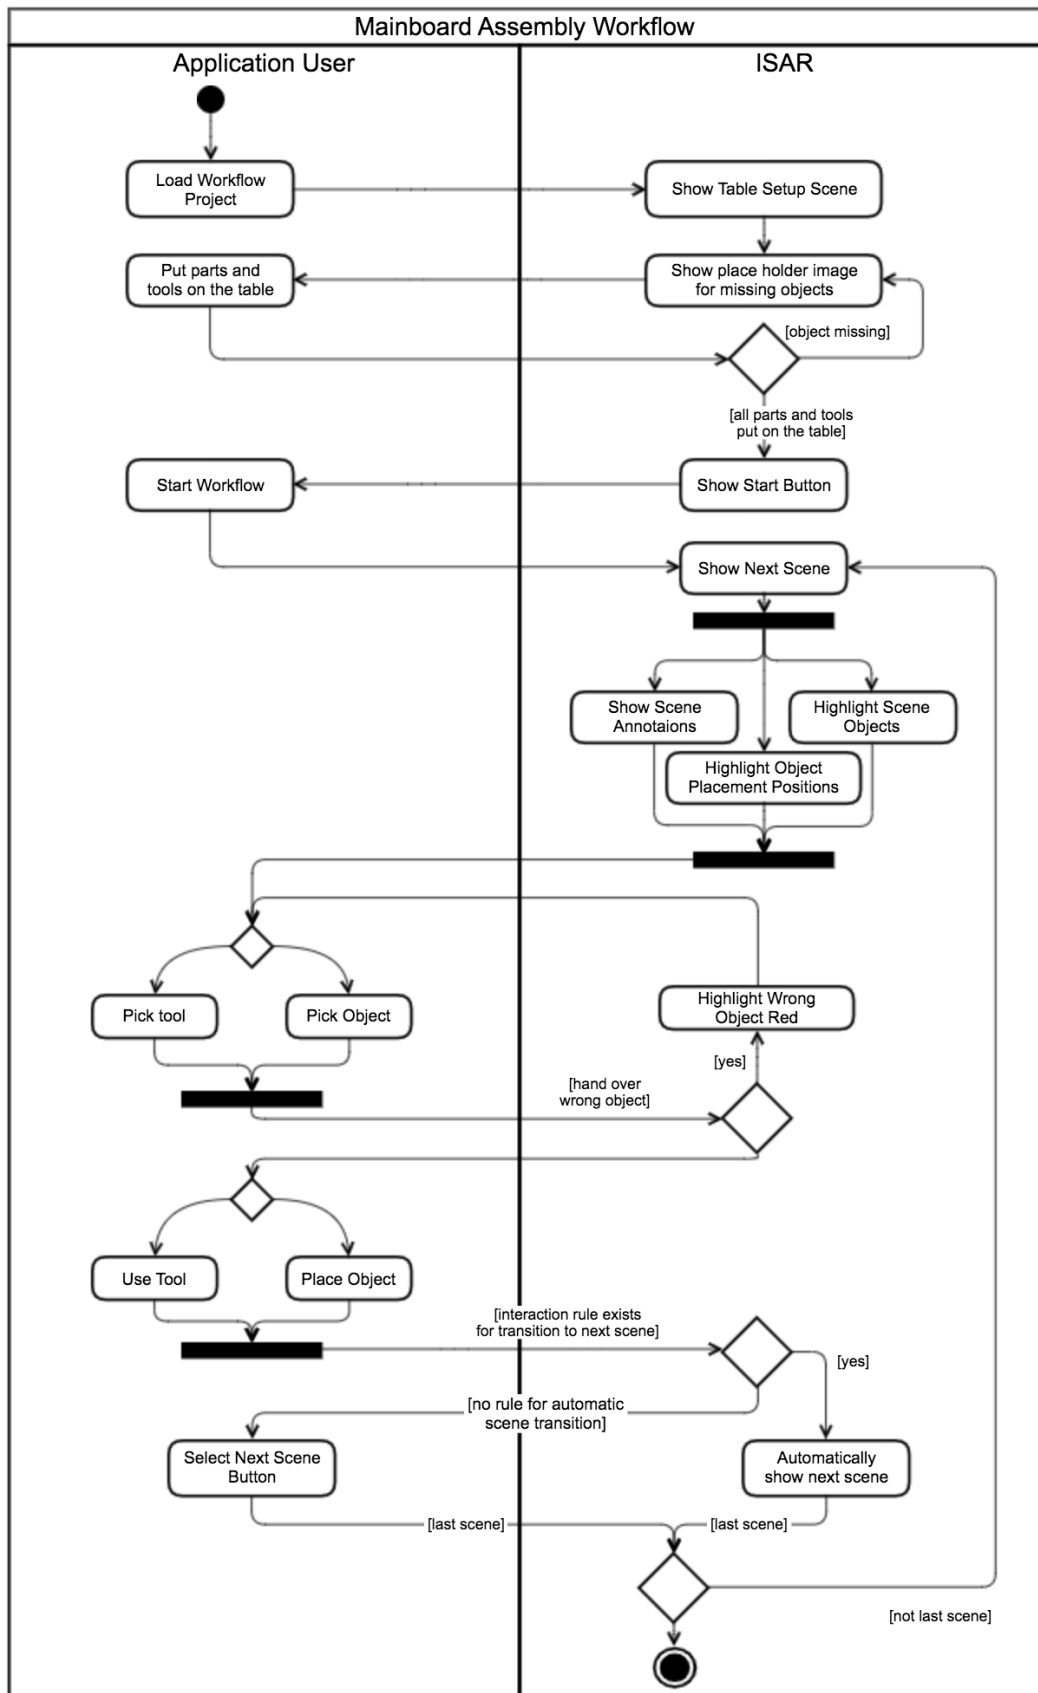 Mainboard Assembly Workflow
Application User
ISAR
Load Workflow
Project
Show Table Setup Scene
Put parts and
tools on the table
Show place holder image
for missing objects
[object missing]
[all parts and tools
put on the table]
Start Workflow
Show Start Button
Show Next Scene
Show Scene
Annotaions
Highlight Scene
Objects
Highlight Object
Placement Positions
Pick tool
Pick Object
Highlight Wrong
Object Red
[yes]
[hand over
wrong object]
Use Tool
Place Object
[interaction rule exists
for transition to next scene]
[yes]
[no rule for automatic
scene transition]
Select Next Scene
Button
Automatically
show next scene
[last scene]
[last scene]
[not last scene]